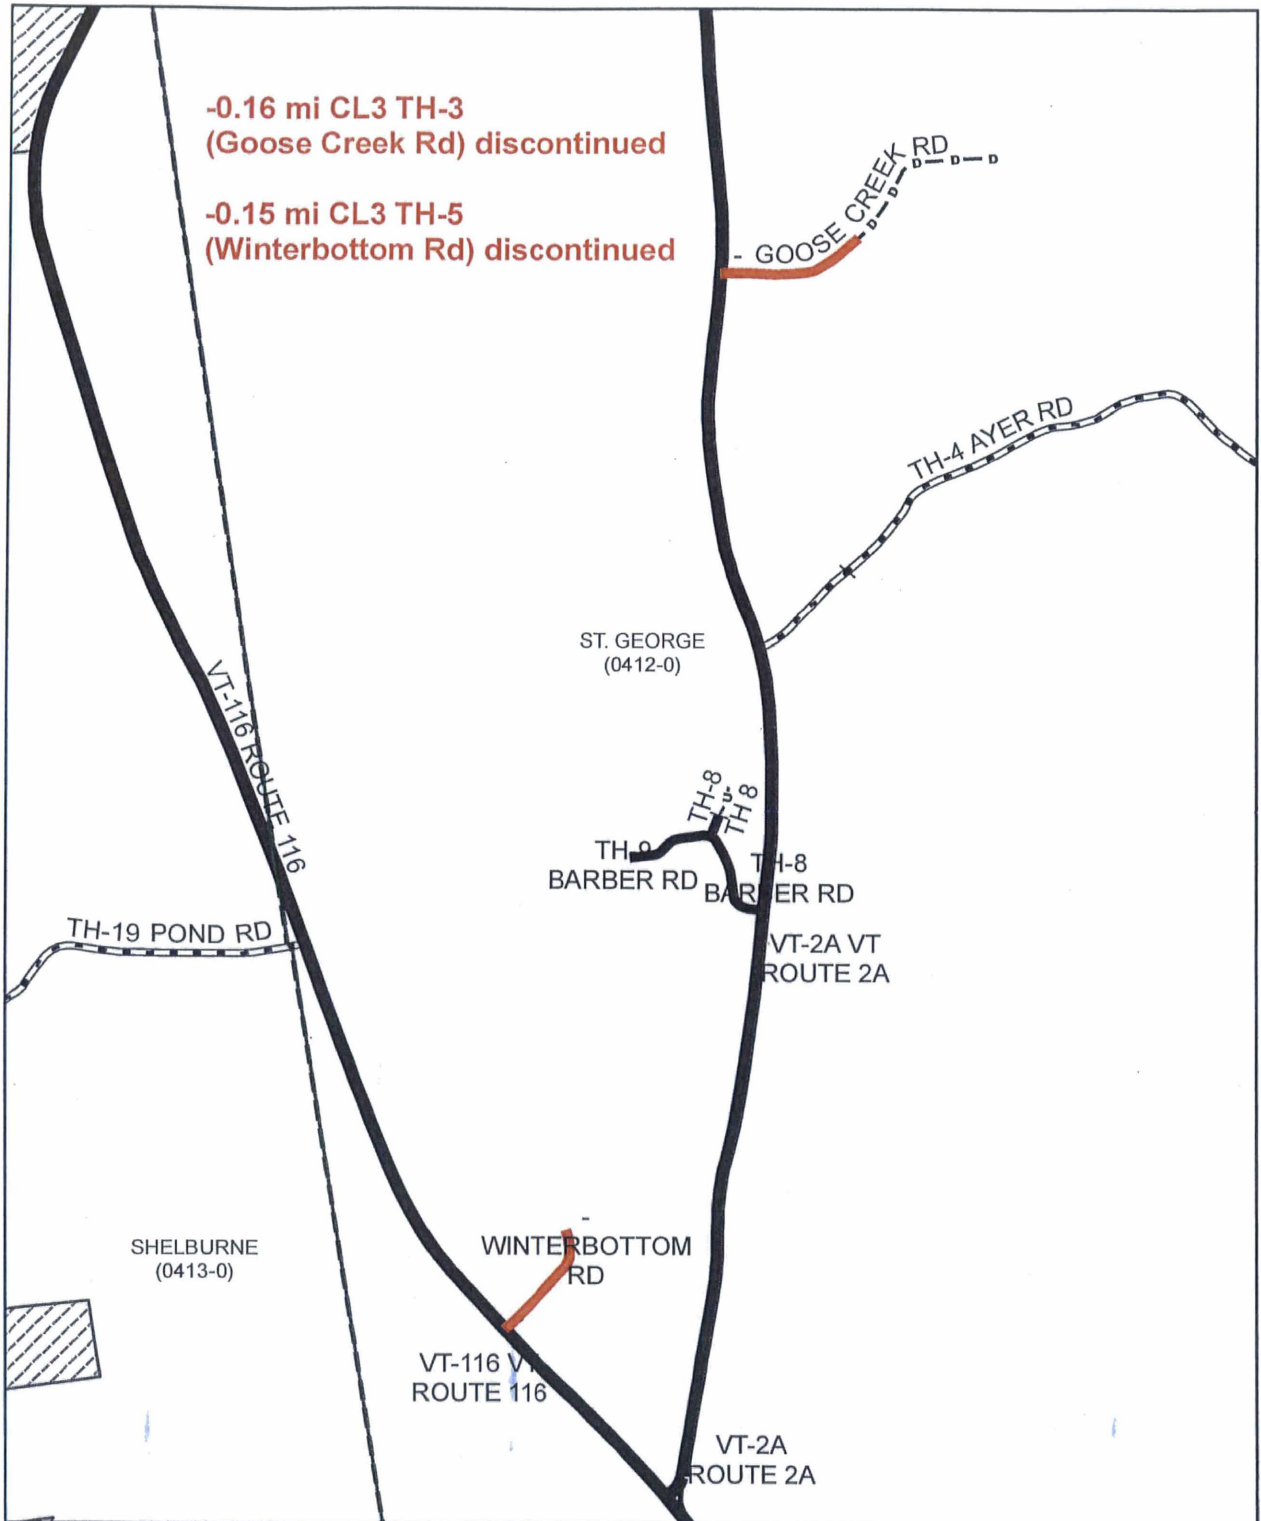 -0.16 mi CL3 TH-3
(Goose Creek Rd) discontinued
-0.15 mi CL3 TH-5
(Winterbottom Rd) discontinued
- GOOSE CREEK RD
D D D D D
TH-4 AYER RD
ST. GEORGE
(0412-0)
VT-116 ROUTE 116
TH-8
TH 8
TH-9
BARBER RD
TH-8
BARBER RD
TH-19 POND RD
VT-2A VT
ROUTE 2A
-
WINTERBOTTOM
RD
SHELBURNE
(0413-0)
VT-116 VT
ROUTE 116
VT-2A
ROUTE 2A